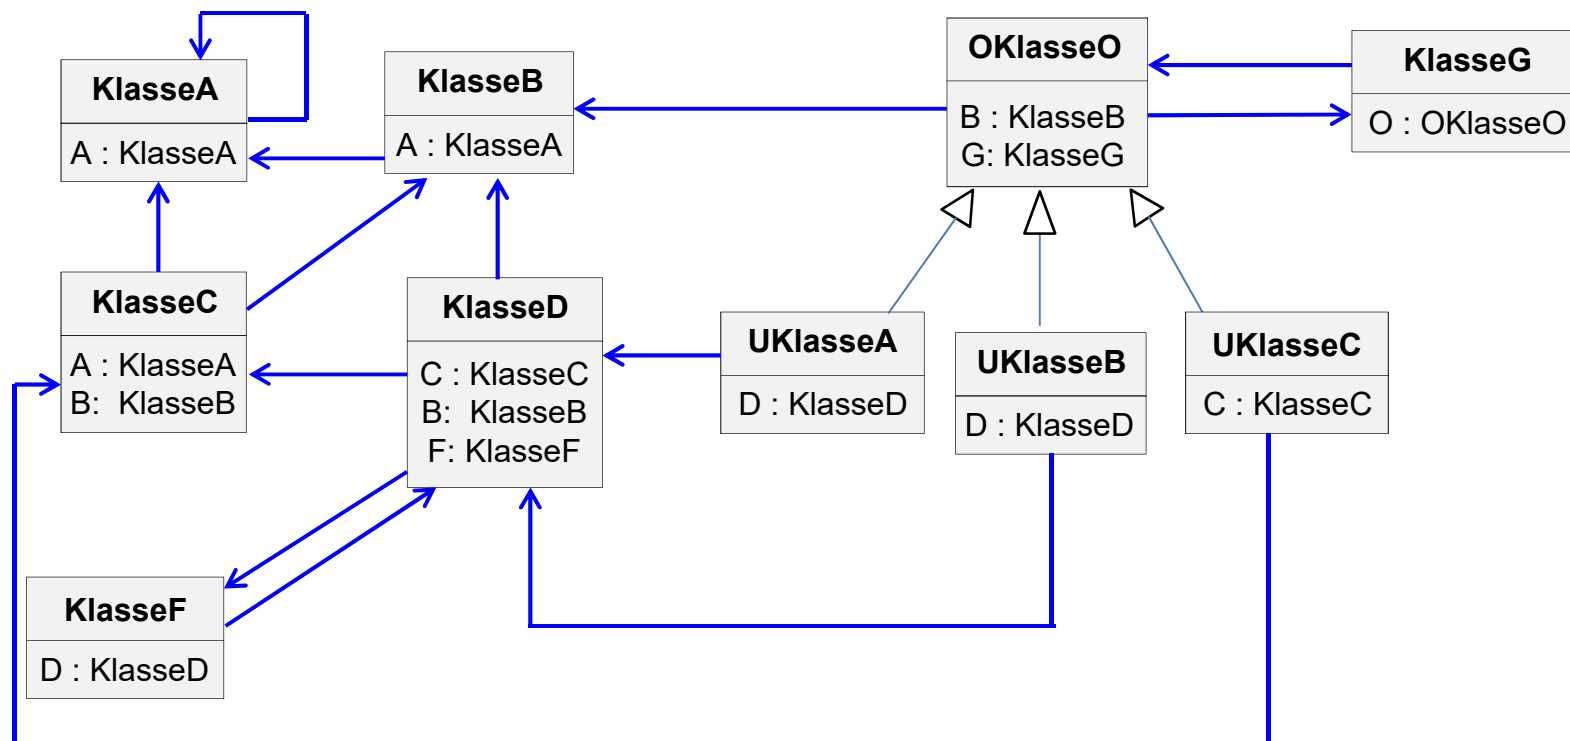 KlasseA
A : KlasseA
KlasseB
A : KlasseA
OKlasseO
B : KlasseB
G: KlasseG
KlasseG
O : OKlasseO
KlasseC
A : KlasseA
B: KlasseB
KlasseD
C : KlasseC
B: KlasseB
F: KlasseF
UKlasseA
D : KlasseD
UKlasseB
D : KlasseD
UKlasseC
C : KlasseC
KlasseF
D : KlasseD